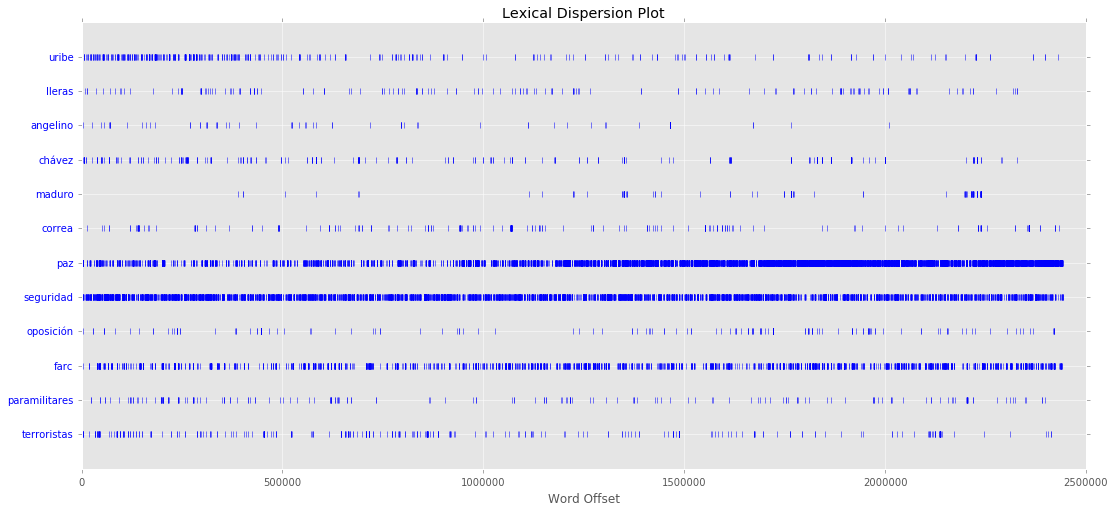 Lexical Dispersion Plot
uribe
lleras
angelino
chávez
maduro
correa
paz
seguridad
oposición
farc
paramilitares
terroristas
0 500000 1000000 1500000 2000000 2500000
Word Offset